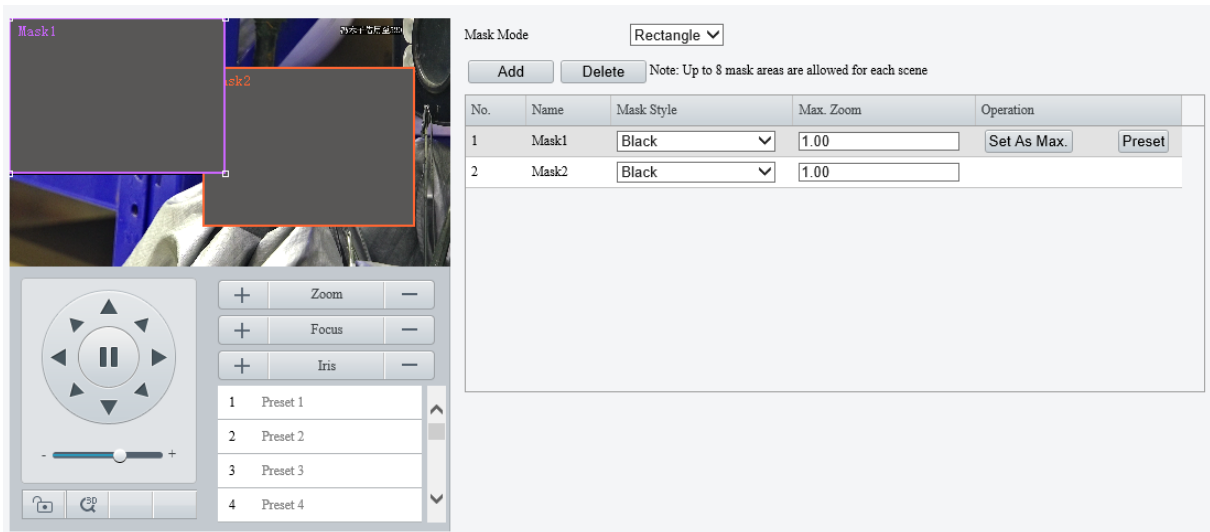 Mask1
ask2
Mask Mode
Rectangle
Add
Delete
Note: Up to 8 mask areas are allowed for each scene
No. Name Mask Style Max. Zoom Operation
1 Mask1 Black 1.00 Set As Max. Preset
2 Mask2 Black 1.00
+ Zoom −
+ Focus −
+ Iris −
1 Preset 1
2 Preset 2
3 Preset 3
4 Preset 4
- +
3D